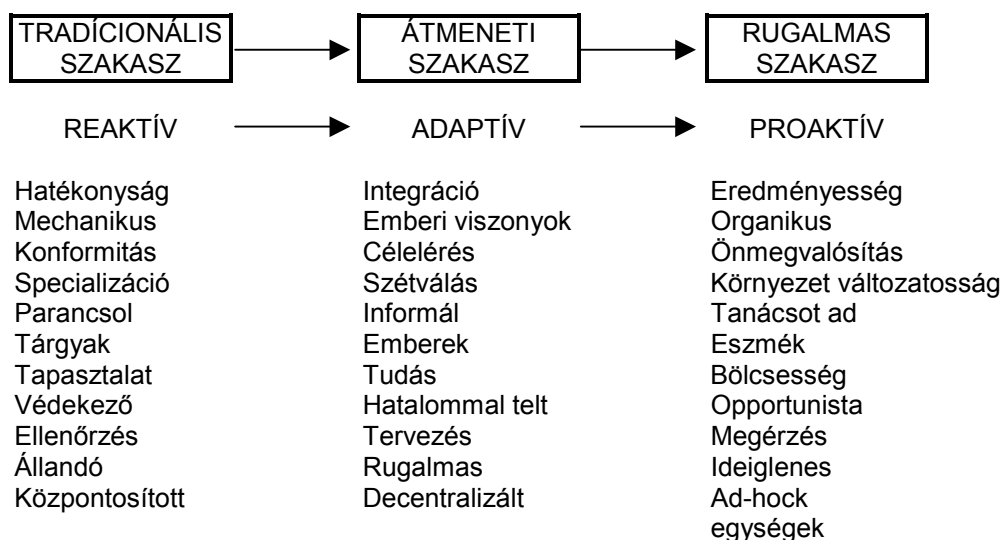 TRADÍCIONÁLIS
SZAKASZ
ÁTMENETI
SZAKASZ
RUGALMAS
SZAKASZ
REAKTÍV
ADAPTÍV
PROAKTÍV
Hatékonyság
Mechanikus
Konformitás
Specializáció
Parancsol
Tárgyak
Tapasztalat
Védekező
Ellenőrzés
Állandó
Központosított
Integráció
Emberi viszonyok
Célelérés
Szétválás
Informál
Emberek
Tudás
Hatalommal telt
Tervezés
Rugalmas
Decentralizált
Eredményesség
Organikus
Önmegvalósítás
Környezet változatosság
Tanácsot ad
Eszmék
Bölcsesség
Opportunista
Megérzés
Ideiglenes
Ad-hock
egységek